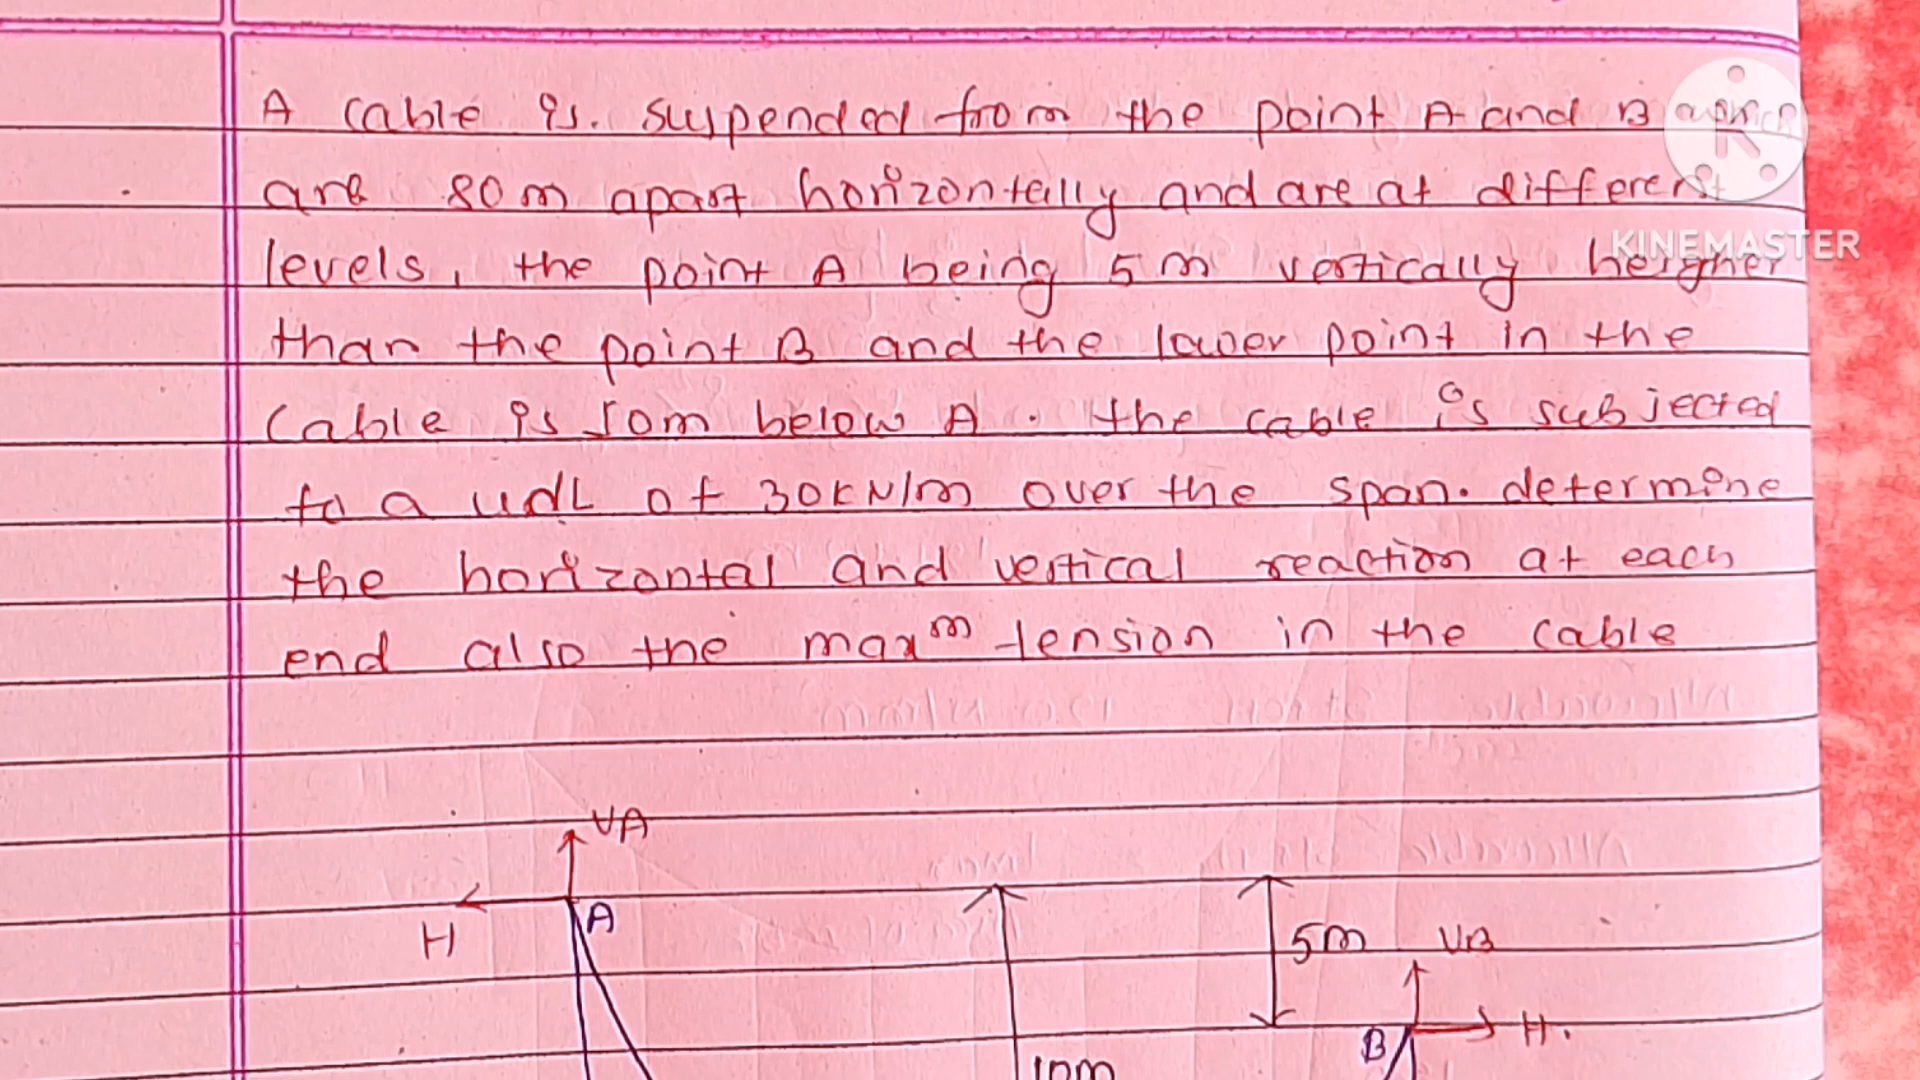 A cable is. suspended from the point A and B which
are 80m apart horizontally and are at different
levels, the point A being 5m vertically heigher
than the point B and the lower point in the
Cable is 10m below A. the cable is subjected
to a udL of 30kN/m over the span. determine
the horizontal and vertical reaction at each
end also the maxm tension in the cable
VA
H
A
5m
VB
B
H.
10m
KINEMASTER